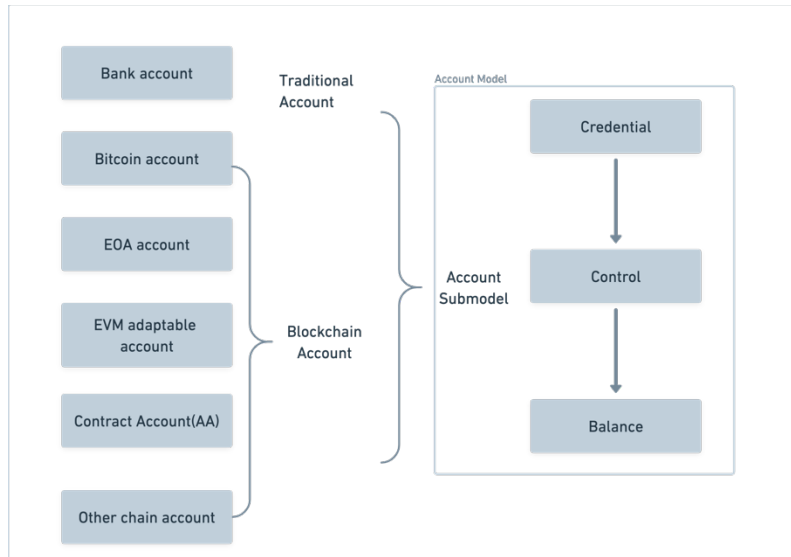 Bank account
Bitcoin account
EOA account
EVM adaptable
account
Contract Account(AA)
Other chain account
Traditional
Account
Blockchain
Account
Account
Submodel
Account Model
Credential
Control
Balance